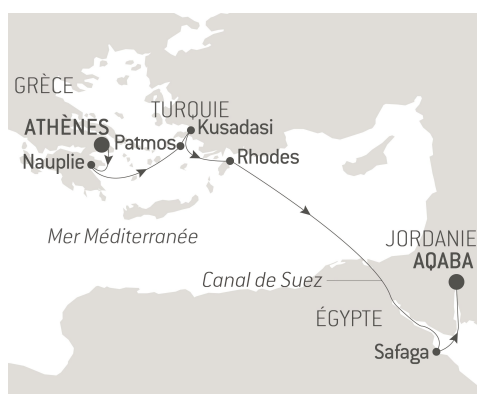 GRÈCE
TURQUIE
ATHÈNES
Kusadasi
Patmos
Nauplie
Rhodes
Mer Méditerranée
JORDANIE
AQABA
Canal de Suez
ÉGYPTE
Safaga